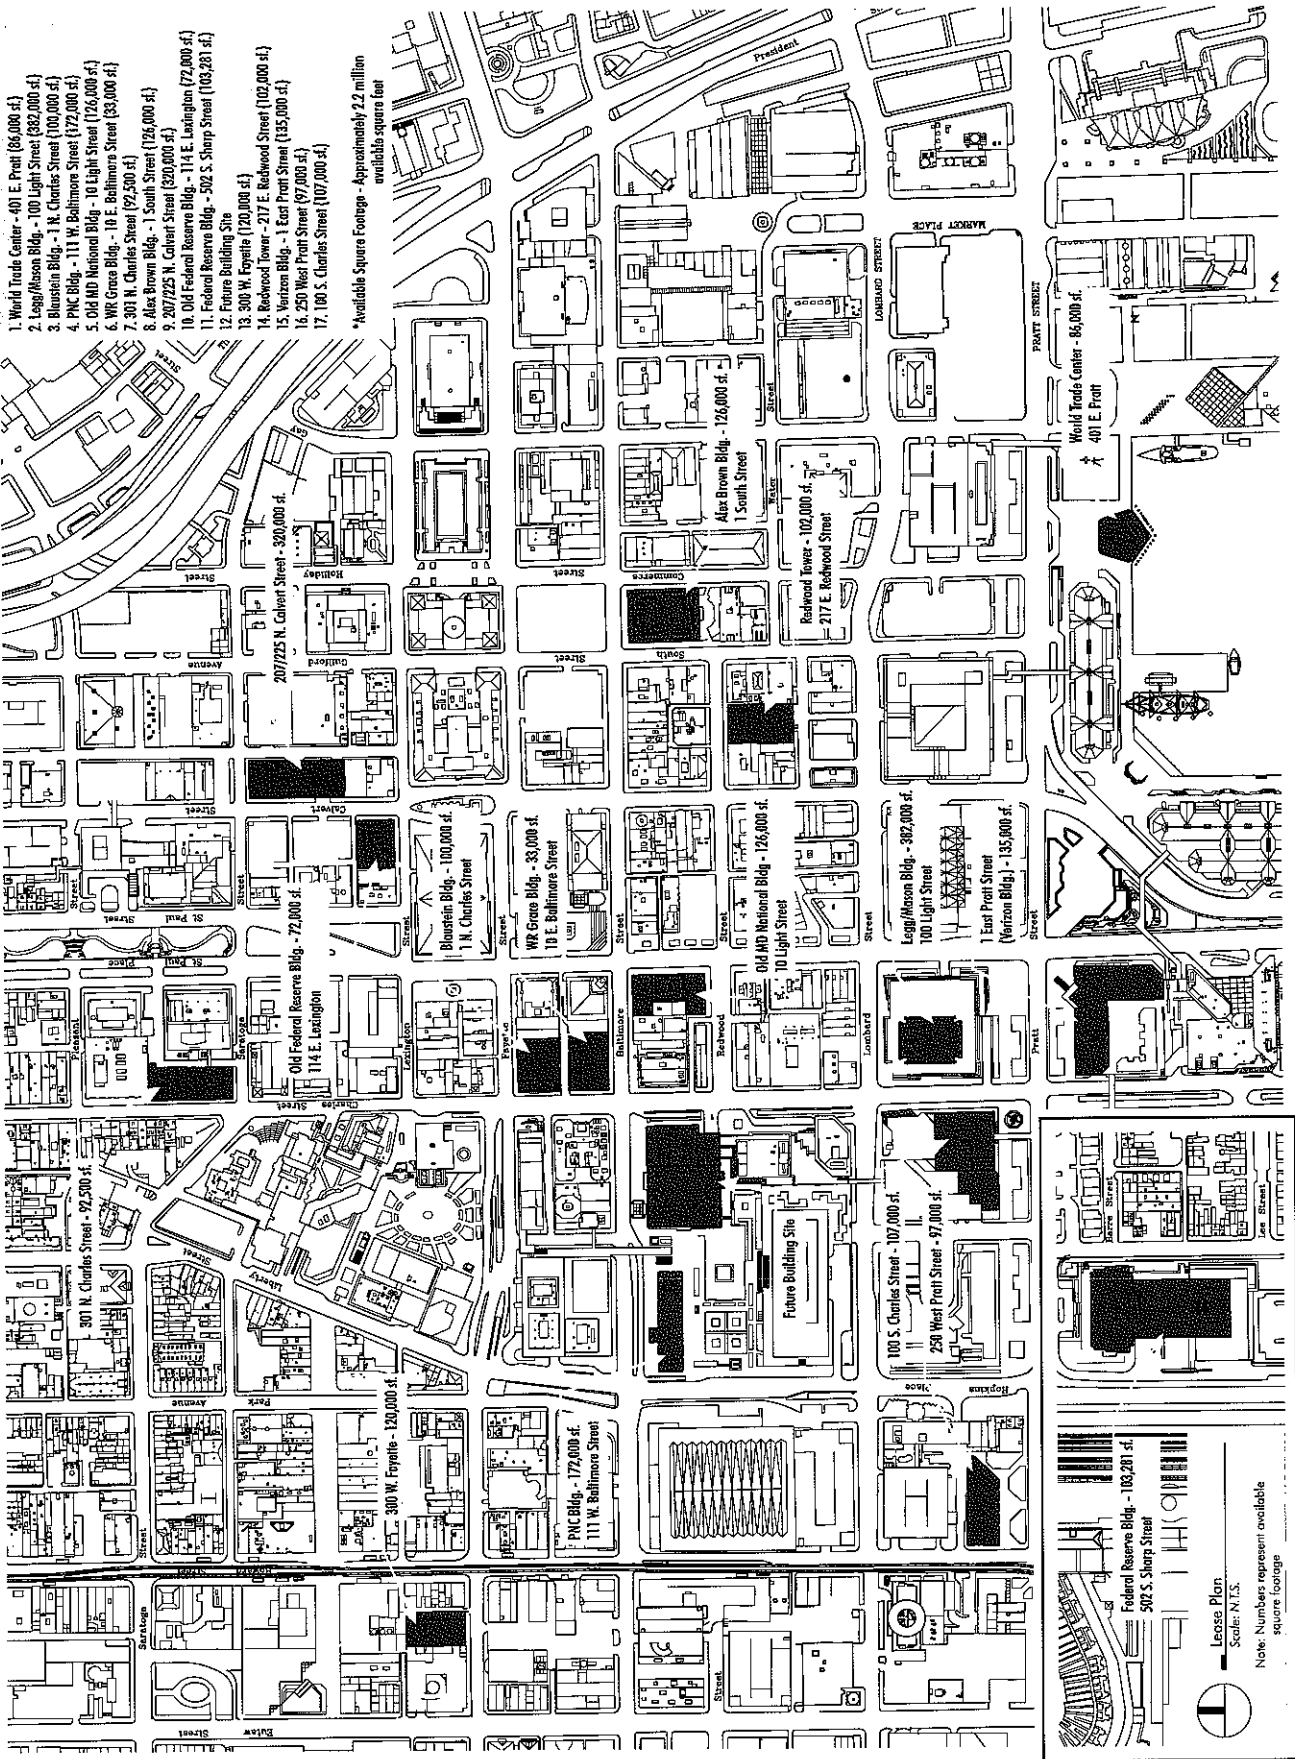 1. World Trade Center - 401 E. Pratt (86,000 sf.)
2. Legg/Mason Bldg. - 100 Light Street (382,000 sf.)
3. Blaustein Bldg. - 1 N. Charles Street (100,000 sf.)
4. PNC Bldg. - 111 W. Baltimore Street (172,000 sf.)
5. Old MD National Bldg - 10 Light Street (126,000 sf.)
6. WR Grace Bldg. - 10 E. Baltimore Street (33,000 sf.)
7. 301 N. Charles Street (92,500 sf.)
8. Alex Brown Bldg. - 1 South Street (126,000 sf.)
9. 207/225 N. Calvert Street (320,000 sf.)
10. Old Federal Reserve Bldg. - 114 E. Lexington (72,000 sf.)
11. Federal Reserve Bldg. - 502 S. Sharp Street (103,281 sf.)
12. Future Building Site
13. 300 W. Fayette (120,000 sf.)
14. Redwood Tower - 217 E. Redwood Street (102,000 sf.)
15. Verizon Bldg. - 1 East Pratt Street (135,000 sf.)
16. 250 West Pratt Street (97,000 sf.)
17. 100 S. Charles Street (107,000 sf.)
*Available Square Footage - Approximately 2.2 million
available square feet
301 N. Charles Street - 92,500 sf.
207/225 N. Calvert Street - 320,000 sf.
Old Federal Reserve Bldg. - 72,000 sf.
114 E. Lexington
300 W. Fayette - 120,000 sf.
Blaustein Bldg. - 100,000 sf.
1 N. Charles Street
WR Grace Bldg. - 33,000 sf.
10 E. Baltimore Street
PNC Bldg. - 172,000 sf.
111 W. Baltimore Street
Alex Brown Bldg. - 126,000 sf.
1 South Street
Old MD National Bldg - 126,000 sf.
10 Light Street
Redwood Tower - 102,000 sf.
217 E. Redwood Street
Future Building Site
Legg/Mason Bldg. - 382,000 sf.
100 Light Street
1 East Pratt Street
(Verizon Bldg.) - 135,000 sf.
100 S. Charles Street - 107,000 sf.
250 West Pratt Street - 97,000 sf.
World Trade Center - 86,000 sf.
401 E. Pratt
Federal Reserve Bldg. - 103,281 sf.
502 S. Sharp Street
Lease Plan
Scale: N.T.S.
Note: Numbers represent available
square footage
President
MARKET PLACE
LOMBARD STREET
PRATT STREET
Gay
Street
Holliday
Street
Guilford
Avenue
Calvert
Street
St Paul
Street
St Paul
Place
Charles
Street
Liberty
Street
Park
Avenue
Howard
Street
Eutaw
Street
Pleasant
Street
Saratoga
Street
Saratoga
Street
Lexington
Street
Fayette
Street
Baltimore
Street
Redwood
Street
Lombard
Street
Pratt
Street
Commerce
Street
South
Street
Water
Street
Hopkins
Place
Barre Street
Lee Street